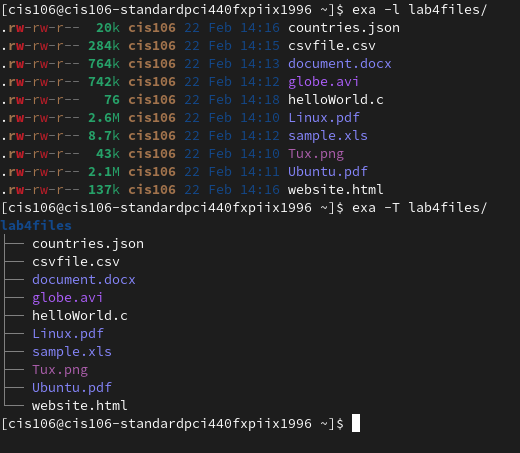 [cis106@cis106-standardpci440fxpiix1996 ~]$ exa -l lab4files/
.rw-rw-r--  20k cis106 22 Feb 14:16 countries.json
.rw-rw-r-- 284k cis106 22 Feb 14:15 csvfile.csv
.rw-rw-r-- 764k cis106 22 Feb 14:13 document.docx
.rw-rw-r-- 742k cis106 22 Feb 14:12 globe.avi
.rw-rw-r--   76 cis106 22 Feb 14:18 helloWorld.c
.rw-rw-r-- 2.6M cis106 22 Feb 14:10 Linux.pdf
.rw-rw-r-- 8.7k cis106 22 Feb 14:12 sample.xls
.rw-rw-r--  43k cis106 22 Feb 14:10 Tux.png
.rw-rw-r-- 2.1M cis106 22 Feb 14:11 Ubuntu.pdf
.rw-rw-r-- 137k cis106 22 Feb 14:14 website.html
[cis106@cis106-standardpci440fxpiix1996 ~]$ exa -T lab4files/
lab4files
├── countries.json
├── csvfile.csv
├── document.docx
├── globe.avi
├── helloWorld.c
├── Linux.pdf
├── sample.xls
├── Tux.png
├── Ubuntu.pdf
└── website.html
[cis106@cis106-standardpci440fxpiix1996 ~]$